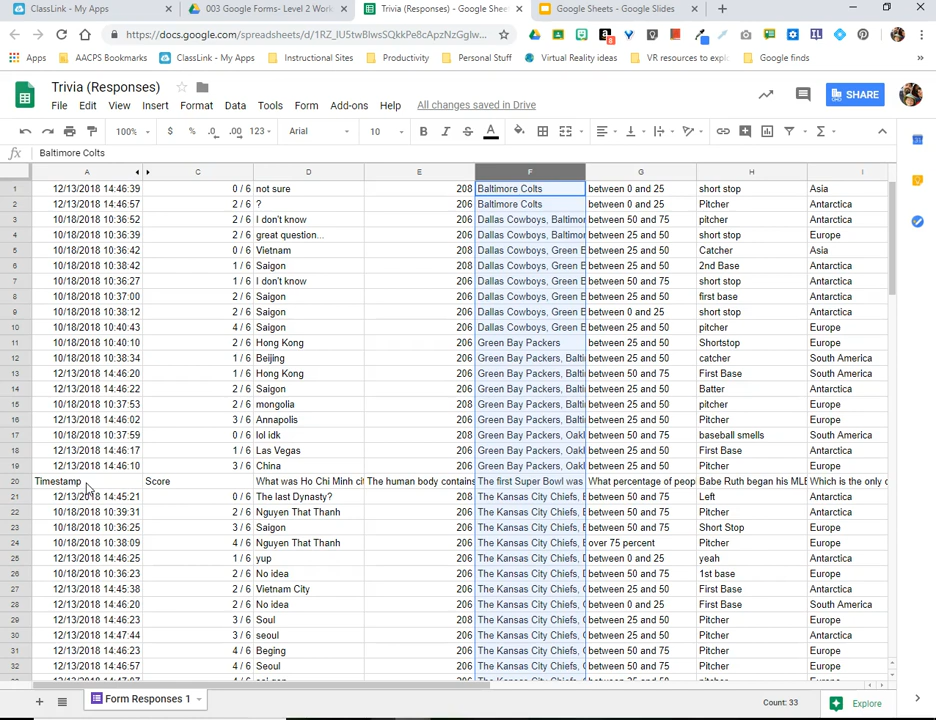 ClassLink - My Apps
003 Google Forms- Level 2 Work
Trivia (Responses) - Google Shee
Google Sheets - Google Slides
https://docs.google.com/spreadsheets/d/1RZ_IU5twBlwsSQkkPe8cApzNzGglw...
Apps
AACPS Bookmarks
ClassLink - My Apps
Instructional Sites
Productivity
Personal Stuff
Virtual Reality ideas
VR resources to explo
Google finds
Trivia (Responses)
SHARE
File Edit View Insert Format Data Tools Form Add-ons Help All changes saved in Drive
100% $ % .0 .00 123 Arial 10 B I S A
fx Baltimore Colts
A C D E F G H I
1 12/13/2018 14:46:39 0 / 6 not sure 208 Baltimore Colts between 0 and 25 short stop Asia
2 12/13/2018 14:46:57 2 / 6 ? 206 Baltimore Colts between 0 and 25 Pitcher Antarctica
3 10/18/2018 10:36:52 2 / 6 I don't know 206 Dallas Cowboys, Baltimor between 50 and 75 pitcher Antarctica
4 10/18/2018 10:36:39 2 / 6 great question... 206 Dallas Cowboys, Baltimor between 25 and 50 short stop Europe
5 10/18/2018 10:36:42 0 / 6 Vietnam 208 Dallas Cowboys, Green B between 25 and 50 Catcher Asia
6 10/18/2018 10:38:42 1 / 6 Saigon 208 Dallas Cowboys, Green B between 25 and 50 2nd Base Antarctica
7 10/18/2018 10:36:27 1 / 6 I don't know 206 Dallas Cowboys, Green B between 50 and 75 short stop Antarctica
8 10/18/2018 10:37:00 2 / 6 Saigon 206 Dallas Cowboys, Green B between 25 and 50 first base Antarctica
9 10/18/2018 10:38:12 2 / 6 Saigon 206 Dallas Cowboys, Green B between 0 and 25 short stop Antarctica
10 10/18/2018 10:40:43 4 / 6 Saigon 206 Dallas Cowboys, Green B between 25 and 50 pitcher Europe
11 10/18/2018 10:40:10 2 / 6 Hong Kong 206 Green Bay Packers between 25 and 50 Shortstop Europe
12 10/18/2018 10:38:34 1 / 6 Beijing 206 Green Bay Packers, Balti between 25 and 50 catcher South America
13 12/13/2018 14:46:20 1 / 6 Hong Kong 206 Green Bay Packers, Balti between 50 and 75 First Base South America
14 12/13/2018 14:46:22 2 / 6 Saigon 206 Green Bay Packers, Balti between 25 and 50 Batter Antarctica
15 10/18/2018 10:37:53 2 / 6 mongolia 208 Green Bay Packers, Balti between 25 and 50 pitcher Europe
16 12/13/2018 14:46:02 3 / 6 Annapolis 206 Green Bay Packers, Balti between 25 and 50 Pitcher Europe
17 10/18/2018 10:37:59 0 / 6 lol idk 208 Green Bay Packers, Oakl between 50 and 75 baseball smells South America
18 12/13/2018 14:46:17 1 / 6 Las Vegas 206 Green Bay Packers, Oakl between 50 and 75 First Base Antarctica
19 12/13/2018 14:46:10 3 / 6 China 206 Green Bay Packers, Oakl between 25 and 50 Pitcher Europe
20 Timestamp Score What was Ho Chi Minh cit The human body contains The first Super Bowl was What percentage of peop Babe Ruth began his MLB Which is the only c
21 12/13/2018 14:45:21 0 / 6 The last Dynasty? 206 The Kansas City Chiefs between 50 and 75 Left Antarctica
22 10/18/2018 10:39:31 2 / 6 Nguyen That Thanh 206 The Kansas City Chiefs, between 50 and 75 Pitcher Europe
23 10/18/2018 10:36:25 3 / 6 Saigon 206 The Kansas City Chiefs, between 50 and 75 Short Stop Europe
24 10/18/2018 10:38:09 4 / 6 Nguyen That Thanh 206 The Kansas City Chiefs, over 75 percent Pitcher Europe
25 12/13/2018 14:46:25 1 / 6 yup 206 The Kansas City Chiefs, between 0 and 25 yeah Antarctica
26 10/18/2018 10:36:23 2 / 6 No idea 206 The Kansas City Chiefs, between 50 and 75 1st base Europe
27 12/13/2018 14:45:38 2 / 6 Vietnam City 206 The Kansas City Chiefs, between 50 and 75 First Base Antarctica
28 12/13/2018 14:46:20 2 / 6 No idea 206 The Kansas City Chiefs, between 0 and 25 First Base South America
29 12/13/2018 14:46:23 3 / 6 Soul 206 The Kansas City Chiefs, between 25 and 50 Pitcher Europe
30 12/13/2018 14:47:44 3 / 6 seoul 206 The Kansas City Chiefs, between 25 and 50 Pitcher Antarctica
31 12/13/2018 14:46:23 4 / 6 Beging 206 The Kansas City Chiefs, between 25 and 50 Pitcher Europe
32 12/13/2018 14:46:57 4 / 6 Seoul 206 The Kansas City Chiefs, between 25 and 50 Pitcher Europe
Form Responses 1
Count: 33
Explore